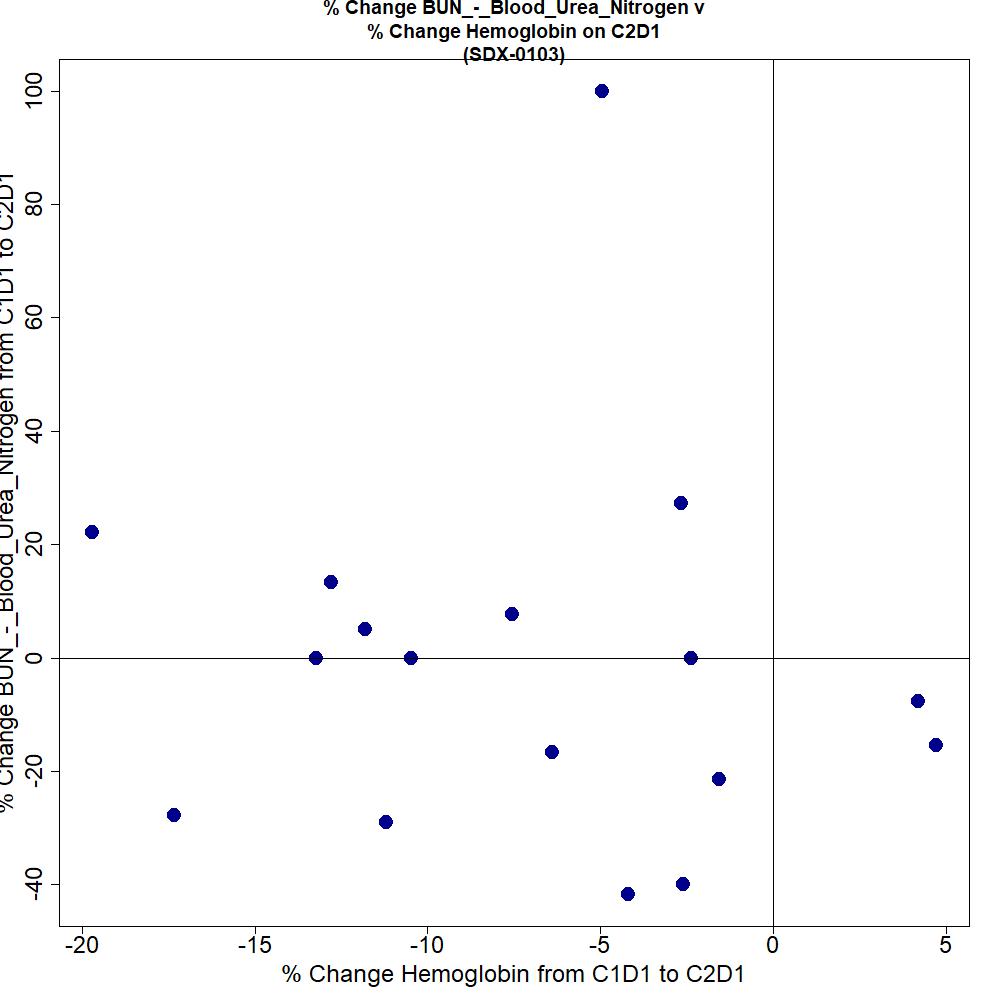 % Change BUN_-_Blood_Urea_Nitrogen v
% Change Hemoglobin on C2D1
(SDX-0103)
% Change BUN_-_Blood_Urea_Nitrogen from C1D1 to C2D1
100
80
60
40
20
0
-20
-40
-20 -15 -10 -5 0 5
% Change Hemoglobin from C1D1 to C2D1